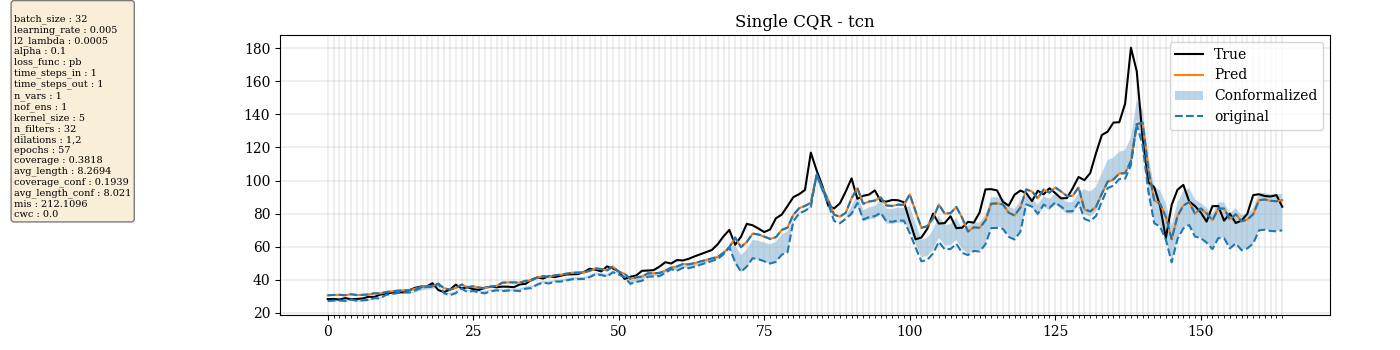 batch_size : 32
learning_rate : 0.005
l2_lambda : 0.0005
alpha : 0.1
loss_func : pb
time_steps_in : 1
time_steps_out : 1
n_vars : 1
nof_ens : 1
kernel_size : 5
n_filters : 32
dilations : 1,2
epochs : 57
coverage : 0.3818
avg_length : 8.2694
coverage_conf : 0.1939
avg_length_conf : 8.021
mis : 212.1096
cwc : 0.0
Single CQR - tcn
180
160
140
120
100
80
60
40
20
0 25 50 75 100 125 150
True
Pred
Conformalized
original